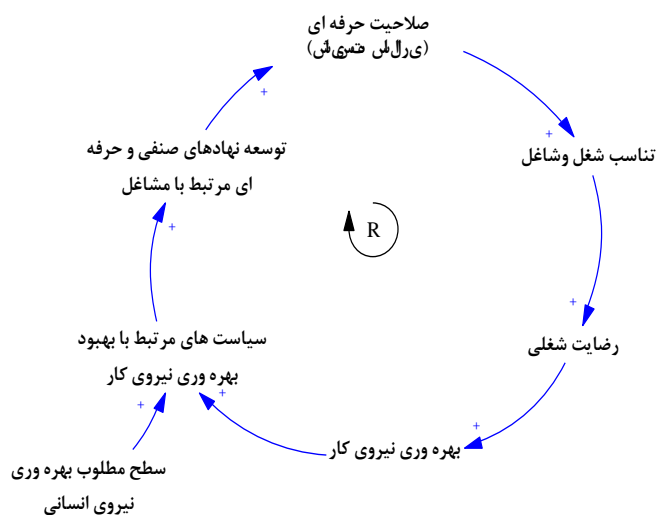 صلاحیت حرفه ای
تناسب شغل وشاغل
رضایت شغلی
بهره وری نیروی کار
سیاست های مرتبط با بهبود
بهره وری نیروی کار
سطح مطلوب بهره وری
نیروی انسانی
توسعه نهادهای صنفی و حرفه
ای مرتبط با مشاغل
R
+
+
+
+
+
+
+